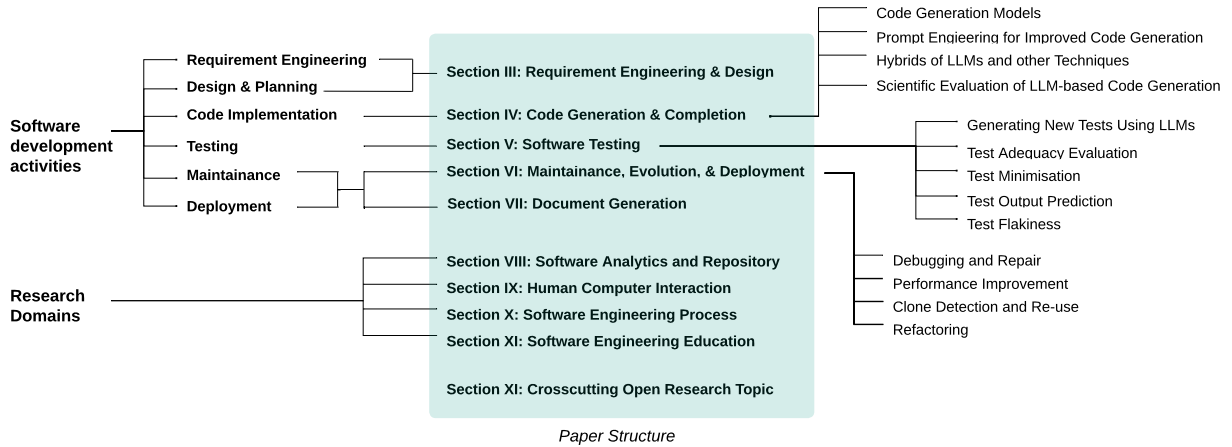 Software
development
activities
Requirement Engineering
Design & Planning
Code Implementation
Testing
Maintainance
Deployment
Research
Domains
Section III: Requirement Engineering & Design
Section IV: Code Generation & Completion
Section V: Software Testing
Section VI: Maintainance, Evolution, & Deployment
Section VII: Document Generation
Section VIII: Software Analytics and Repository
Section IX: Human Computer Interaction
Section X: Software Engineering Process
Section XI: Software Engineering Education
Section XI: Crosscutting Open Research Topic
Code Generation Models
Prompt Engieering for Improved Code Generation
Hybrids of LLMs and other Techniques
Scientific Evaluation of LLM-based Code Generation
Generating New Tests Using LLMs
Test Adequacy Evaluation
Test Minimisation
Test Output Prediction
Test Flakiness
Debugging and Repair
Performance Improvement
Clone Detection and Re-use
Refactoring
Paper Structure